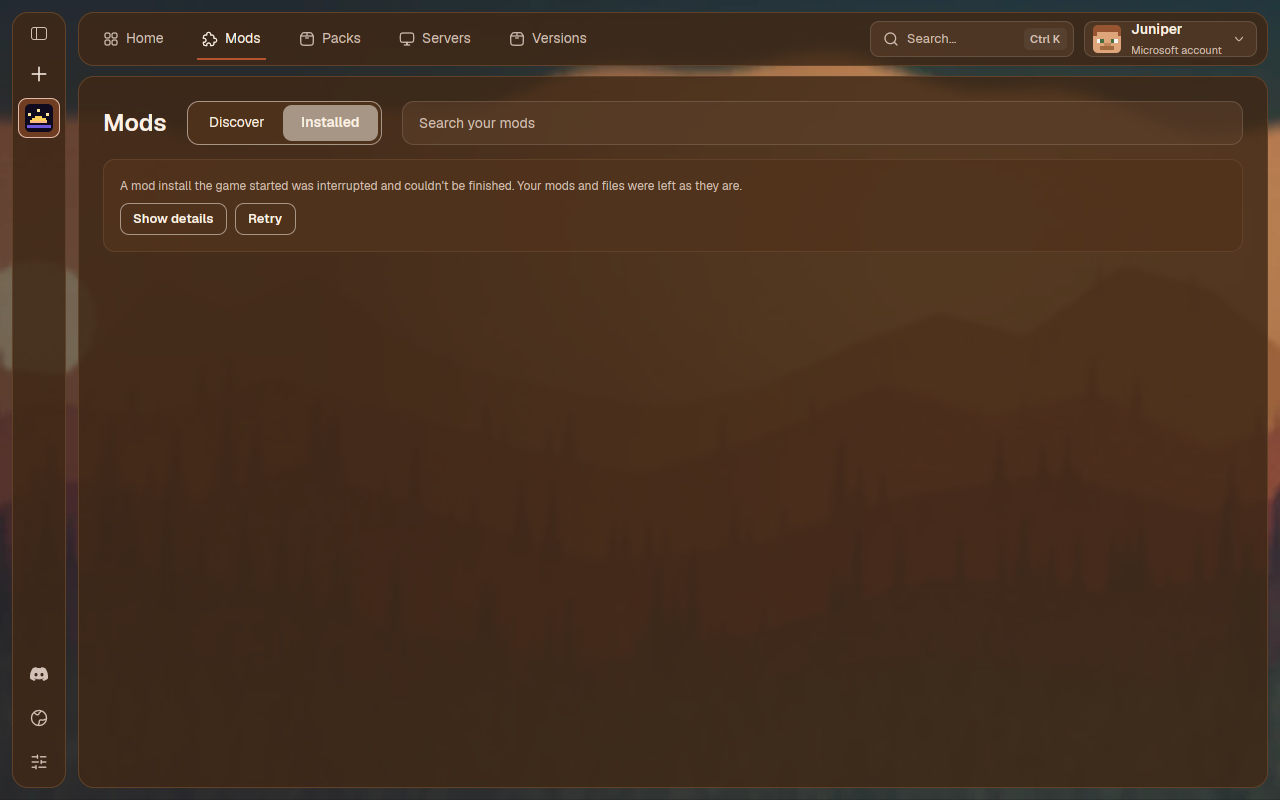 Home
Mods
Packs
Servers
Versions
Search...
Ctrl K
Juniper
Microsoft account
Mods
Discover
Installed
Search your mods
A mod install the game started was interrupted and couldn't be finished. Your mods and files were left as they are.
Show details
Retry